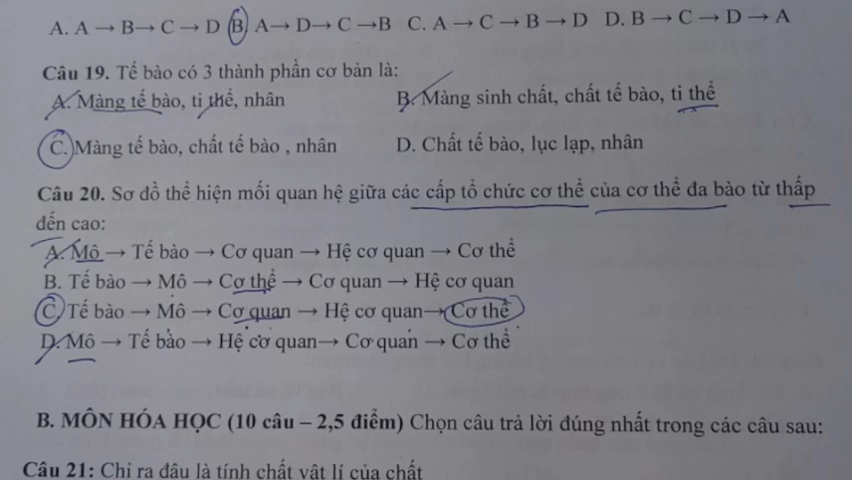 A. A → B→ C → D B. A→ D→ C →B C. A → C → B → D D. B → C → D → A
Câu 19. Tế bào có 3 thành phần cơ bản là:
A. Màng tế bào, ti thể, nhân B. Màng sinh chất, chất tế bào, ti thể
C. Màng tế bào, chất tế bào , nhân D. Chất tế bào, lục lạp, nhân
Câu 20. Sơ đồ thể hiện mối quan hệ giữa các cấp tổ chức cơ thể của cơ thể đa bào từ thấp
đến cao:
A. Mô → Tế bào → Cơ quan → Hệ cơ quan → Cơ thể
B. Tế bào → Mô → Cơ thể → Cơ quan → Hệ cơ quan
C. Tế bào → Mô → Cơ quan → Hệ cơ quan→ Cơ thể
D. Mô → Tế bào → Hệ cơ quan→ Cơ quan → Cơ thể
B. MÔN HÓA HỌC (10 câu – 2,5 điểm) Chọn câu trả lời đúng nhất trong các câu sau:
Câu 21: Chỉ ra đâu là tính chất vật lí của chất